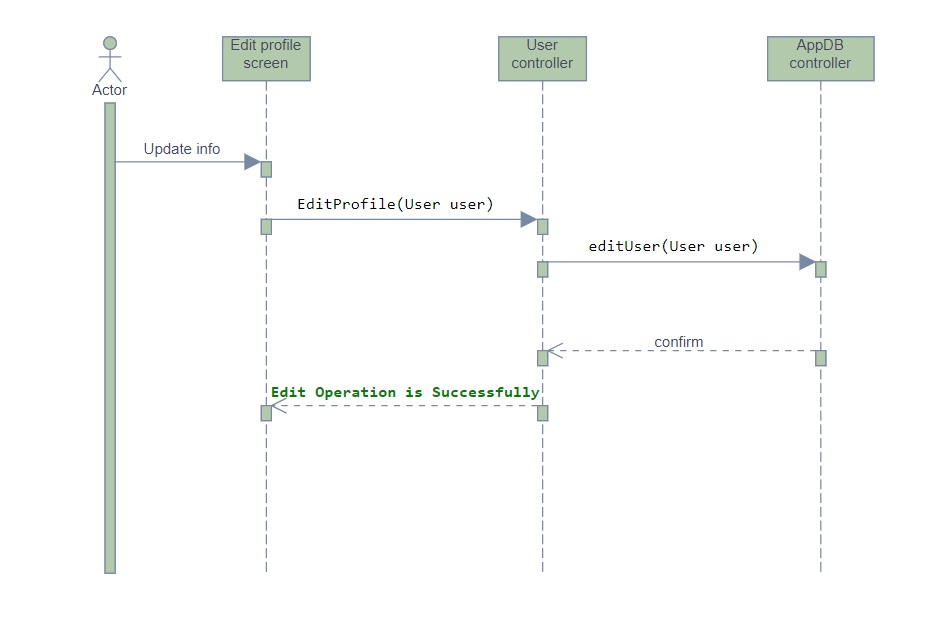 Edit profile
screen
User
controller
AppDB
controller
Actor
Update info
EditProfile(User user)
editUser(User user)
confirm
Edit Operation is Successfully